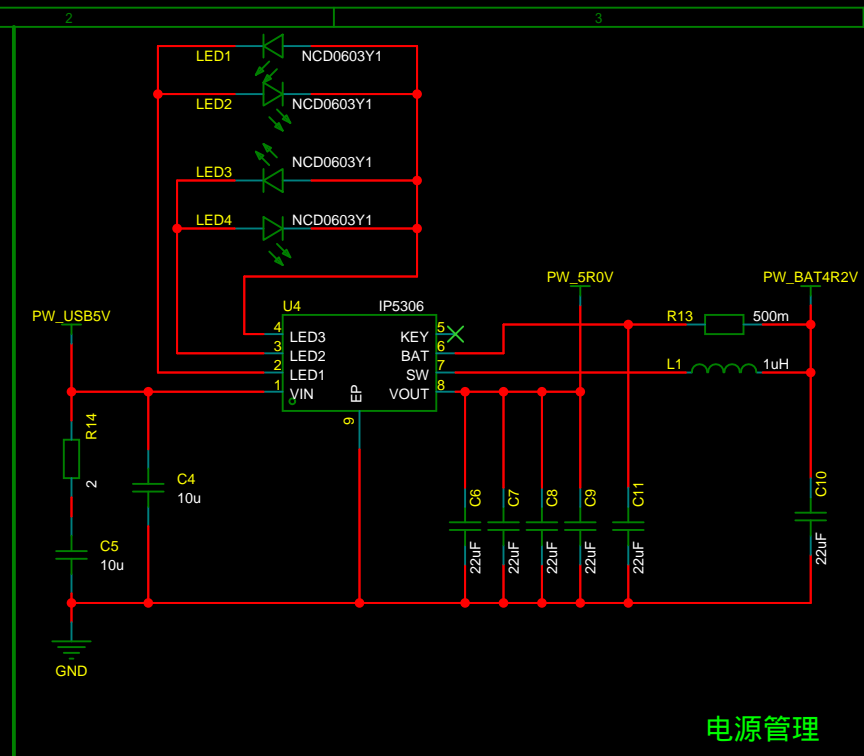 2 3
LED1 NCD0603Y1
LED2 NCD0603Y1
NCD0603Y1
LED3
LED4 NCD0603Y1
PW_5R0V PW_BAT4R2V
U4 IP5306
PW_USB5V R13 500m
4 LED3 KEY 5
3 LED2 BAT 6
2 LED1 SW 7 L1 1uH
1 VIN EP VOUT 8
9
R14
2
C4
10u
C5
10u
C6 C7 C8 C9 C11 C10
22uF 22uF 22uF 22uF 22uF 22uF
GND
电源管理